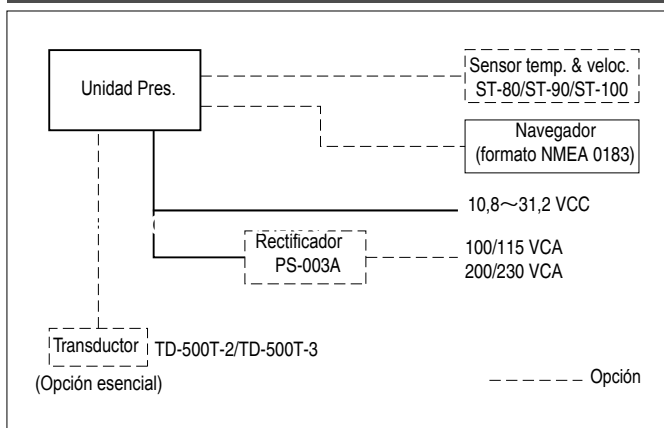 Unidad Pres.
Sensor temp. & veloc.
ST-80/ST-90/ST-100
Navegador
(formato NMEA 0183)
10,8～31,2 VCC
Rectificador
PS-003A
100/115 VCA
200/230 VCA
Transductor
TD-500T-2/TD-500T-3
(Opción esencial)
Opción